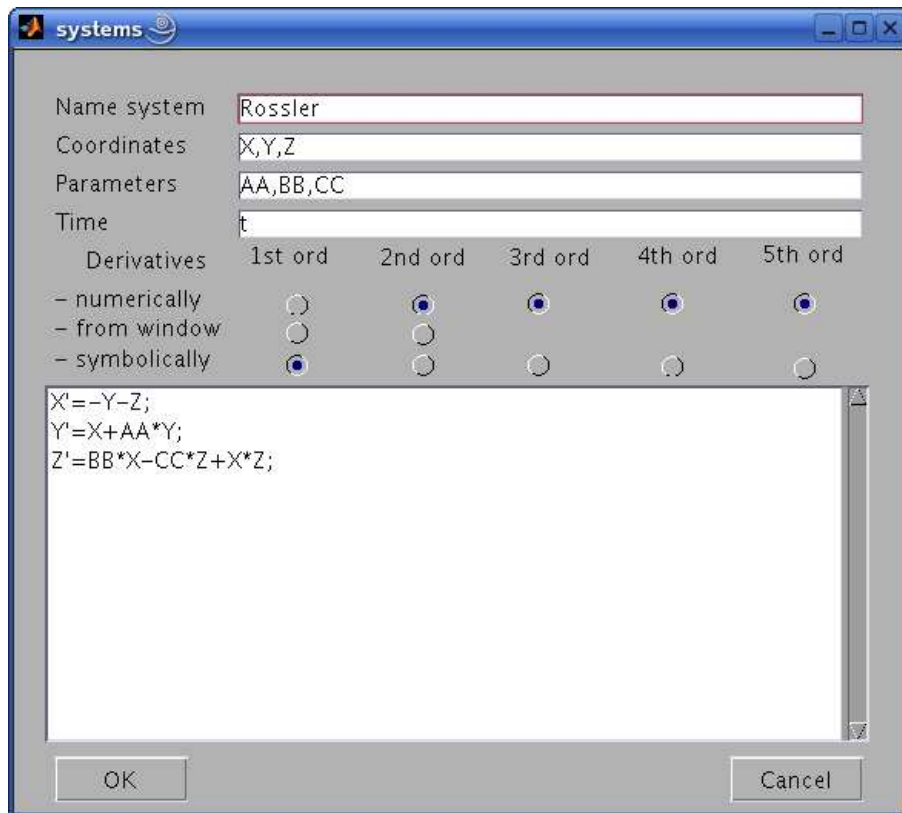 systems
Name system Rossler
Coordinates X,Y,Z
Parameters AA,BB,CC
Time t
Derivatives 1st ord 2nd ord 3rd ord 4th ord 5th ord
– numerically
– from window
– symbolically
X'=–Y–Z;
Y'=X+AA*Y;
Z'=BB*X–CC*Z+X*Z;
OK Cancel